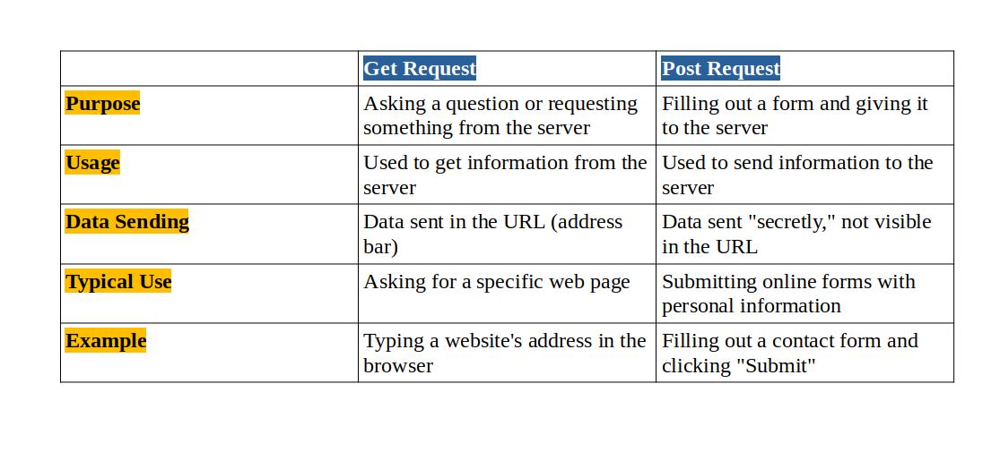 Get Request Post Request
Purpose Asking a question or requesting Filling out a form and giving it
something from the server to the server
Usage Used to get information from the Used to send information to the
server server
Data Sending Data sent in the URL (address Data sent "secretly," not visible
bar) in the URL
Typical Use Asking for a specific web page Submitting online forms with
personal information
Example Typing a website's address in the Filling out a contact form and
browser clicking "Submit"